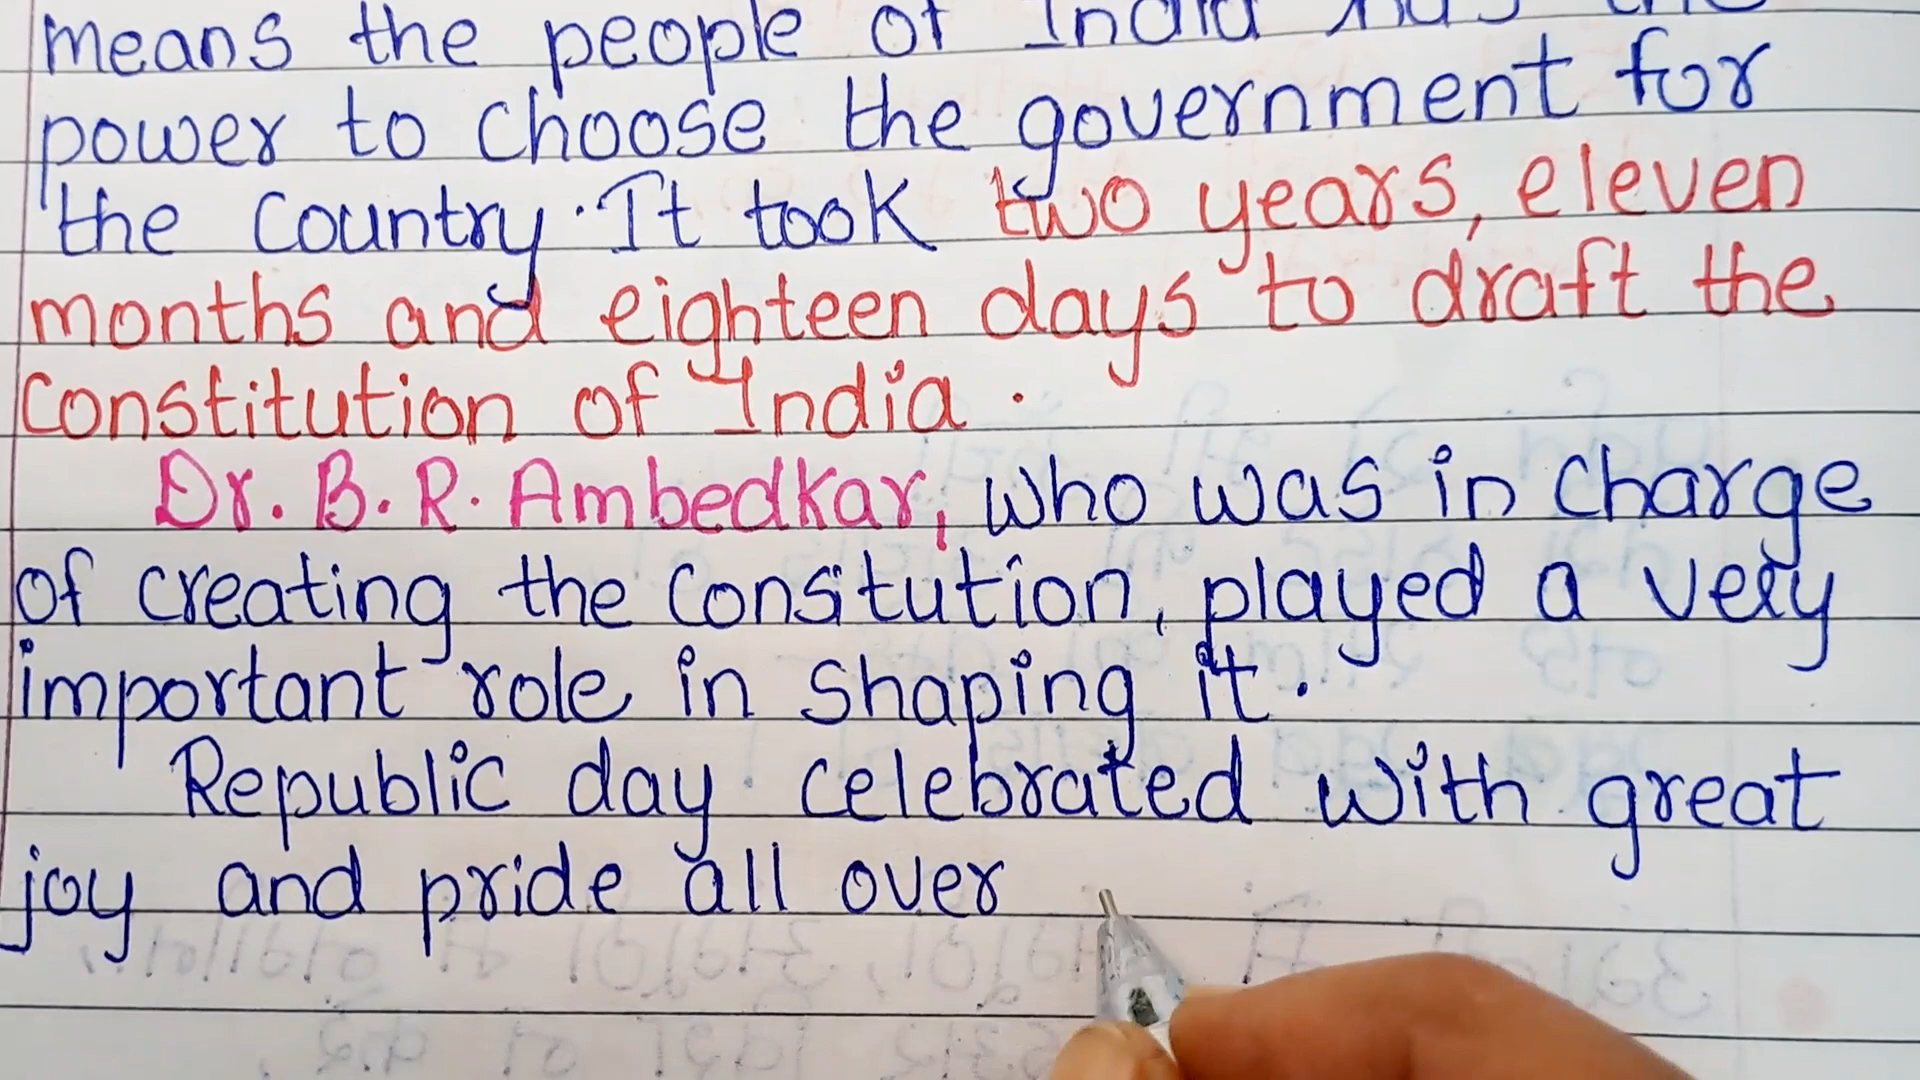 means the people of India has the
power to choose the government for
the country. It took two years, eleven
months and eighteen days to draft the
constitution of India.
Dr. B. R. Ambedkar, who was in charge
of creating the consitution, played a very
important role in shaping it.
Republic day celebrated with great
joy and pride all over